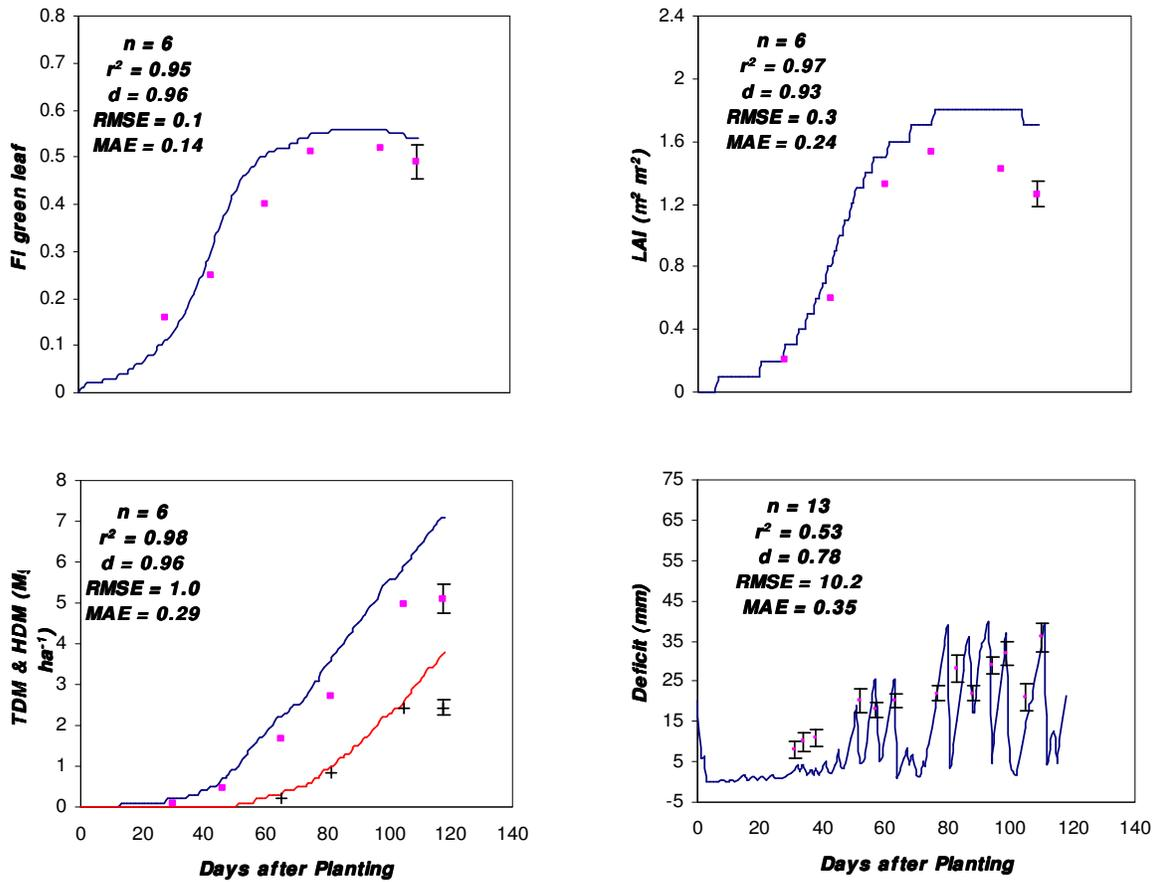 0.8
0.7
0.6
0.5
0.4
0.3
0.2
0.1
0
FI green leaf
n = 6
r² = 0.95
d = 0.96
RMSE = 0.1
MAE = 0.14
2.4
2
1.6
1.2
0.8
0.4
0
LAI (m² m²)
n = 6
r² = 0.97
d = 0.93
RMSE = 0.3
MAE = 0.24
8
7
6
5
4
3
2
1
0
TDM & HDM (M
ha⁻¹)
n = 6
r² = 0.98
d = 0.96
RMSE = 1.0
MAE = 0.29
0 20 40 60 80 100 120 140
Days after Planting
75
65
55
45
35
25
15
5
-5
Deficit (mm)
n = 13
r² = 0.53
d = 0.78
RMSE = 10.2
MAE = 0.35
0 20 40 60 80 100 120 140
Days after Planting